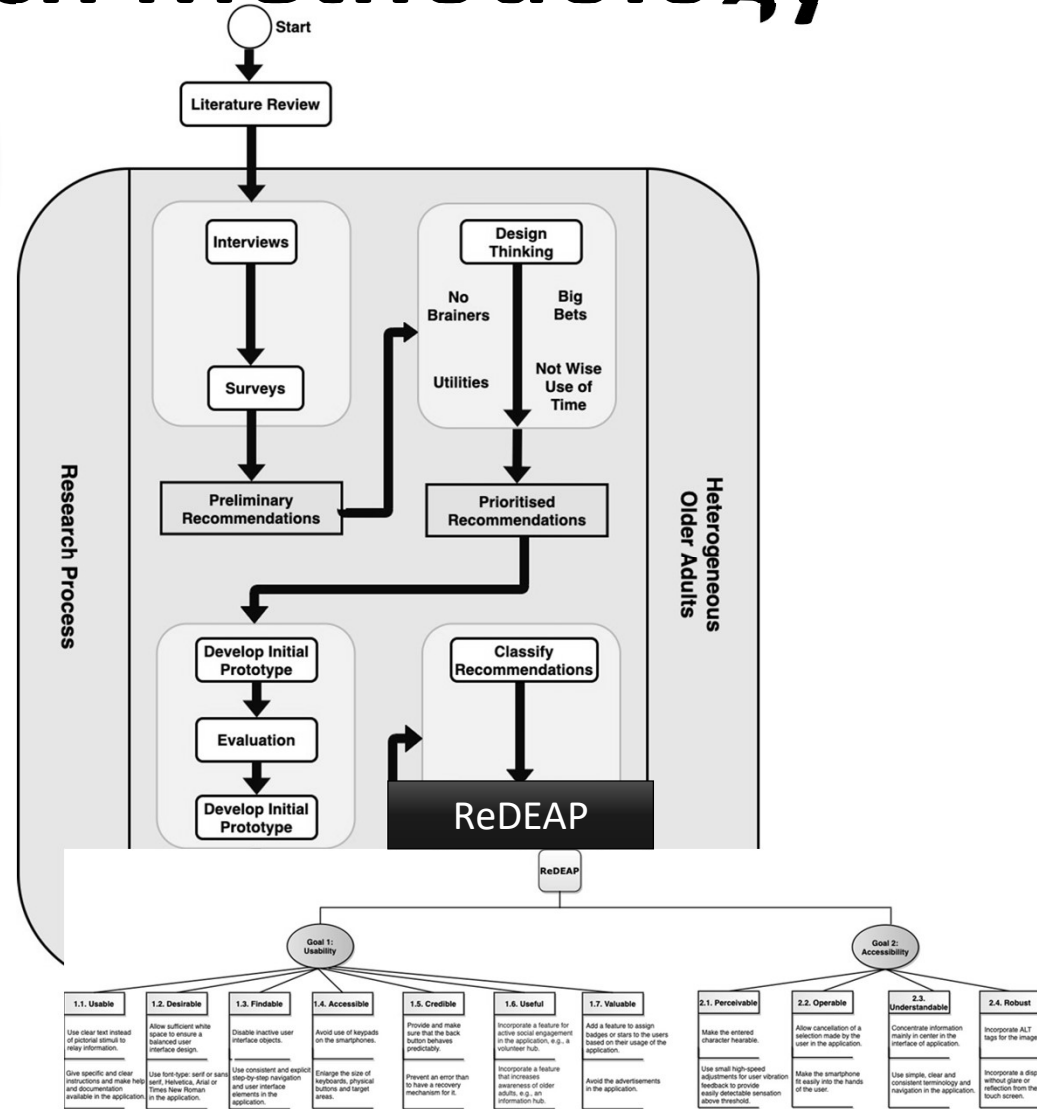 Start
Literature Review
Interviews
Surveys
Preliminary
Recommendations
Design
Thinking
No
Brainers
Big
Bets
Utilities
Not Wise
Use of
Time
Prioritised
Recommendations
Research Process
Heterogeneous
Older Adults
Develop Initial
Prototype
Evaluation
Develop Initial
Prototype
Classify
Recommendations
ReDEAP
ReDEAP
Goal 1:
Usability
Goal 2:
Accessibility
1.1. Usable
Use clear text instead
of pictorial stimuli to
relay information.
Give specific and clear
instructions and make help
and documentation
available in the application.
1.2. Desirable
Allow sufficient white
space to ensure a
balanced user
interface design.
Use font-type: serif or sans
serif, Helvetica, Arial or
Times New Roman
in the application.
1.3. Findable
Disable inactive user
interface objects.
Use consistent and explicit
step-by-step navigation
and user interface
elements in the
application.
1.4. Accessible
Avoid use of keypads
on the smartphones.
Enlarge the size of
keyboards, physical
buttons and target
areas.
1.5. Credible
Provide and make
sure that the back
button behaves
predictably.
Prevent an error than
to have a recovery
mechanism for it.
1.6. Useful
Incorporate a feature for
active social engagement
in the application, e.g., a
volunteer hub.
Incorporate a feature
that increases
awareness of older
adults, e.g., an
information hub.
1.7. Valuable
Add a feature to assign
badges or stars to the users
based on their usage of the
application.
Avoid the advertisements
in the application.
2.1. Perceivable
Make the entered
character hearable.
Use small high-speed
adjustments for user vibration
feedback to provide
easily detectable sensation
above threshold.
2.2. Operable
Allow cancellation of a
selection made by the
user in the application.
Make the smartphone
fit easily into the hands
of the user.
2.3.
Understandable
Concentrate information
mainly in center in the
interface of application.
Use simple, clear and
consistent terminology and
navigation in the application.
2.4. Robust
Incorporate ALT
tags for the image
Incorporate a
without glare or
reflection from the
touch screen.